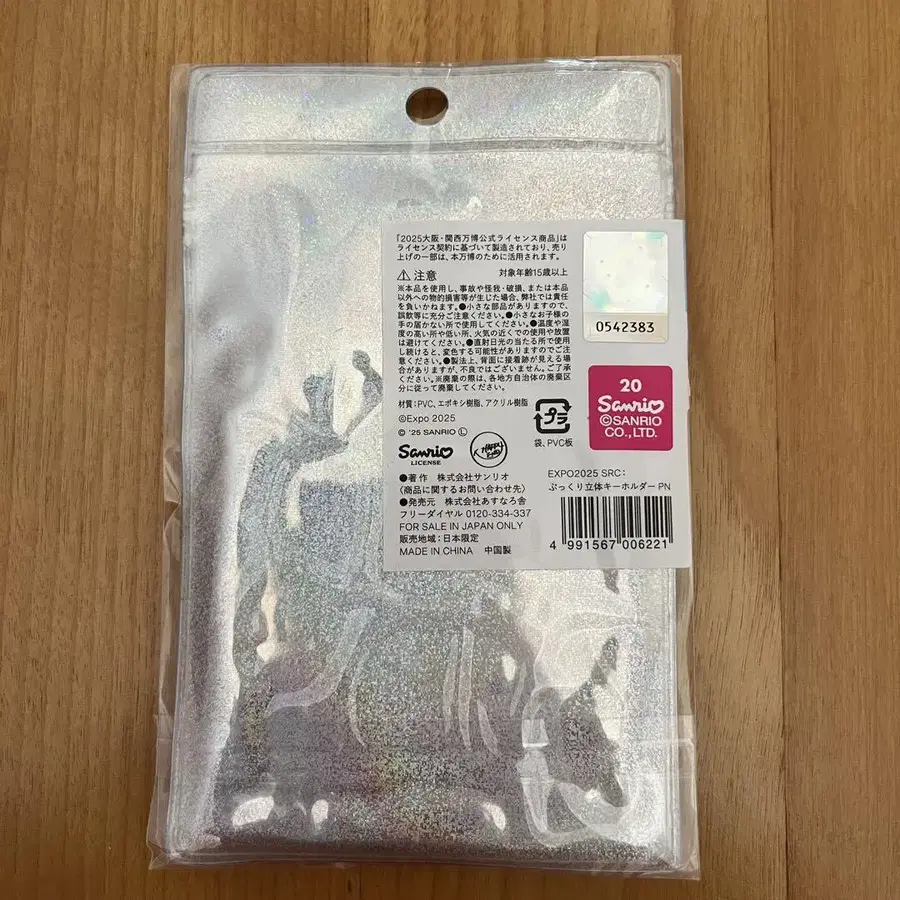 「2025大阪・関西万博公式ライセンス商品」は
ライセンス契約に基づいて製造されており、売り
上げの一部は、本万博のために活用されます。
⚠注意 対象年齢15歳以上
※本品を使用し、事故や怪我・破損、または本品
以外への物的損害等が生じた場合、弊社では責任
を負いかねます。●小さな部品がありますので、
誤飲等に充分ご注意ください。●小さなお子様の
手の届かない所で使用してください。●温度や湿
度の高い所や低い所、火気の近くでの使用や放置
は避けてください。●直射日光の当たる所で使用
し続けると、変色する可能性がありますのでご注
意ください。●製法上、背面に接着跡が見える場
合がありますが、不良ではございません。ご了承
ください。※廃棄の際は、各地方自治体の廃棄区
分に従って廃棄してください。
材質：PVC、エポキシ樹脂、アクリル樹脂
©Expo 2025
© '25 SANRIO Ⓛ
Sanrio
LICENSE
●著作 株式会社サンリオ
〈商品に関するお問い合わせ先〉
●発売元 株式会社あすなろ舎
フリーダイヤル 0120-334-337
FOR SALE IN JAPAN ONLY
販売地域：日本限定
MADE IN CHINA 中国製
0542383
20
Sanrio
©SANRIO
CO., LTD.
プラ
袋、PVC板
EXPO2025 SRC：
ぷっくり立体キーホルダー PN
4 991567 006221